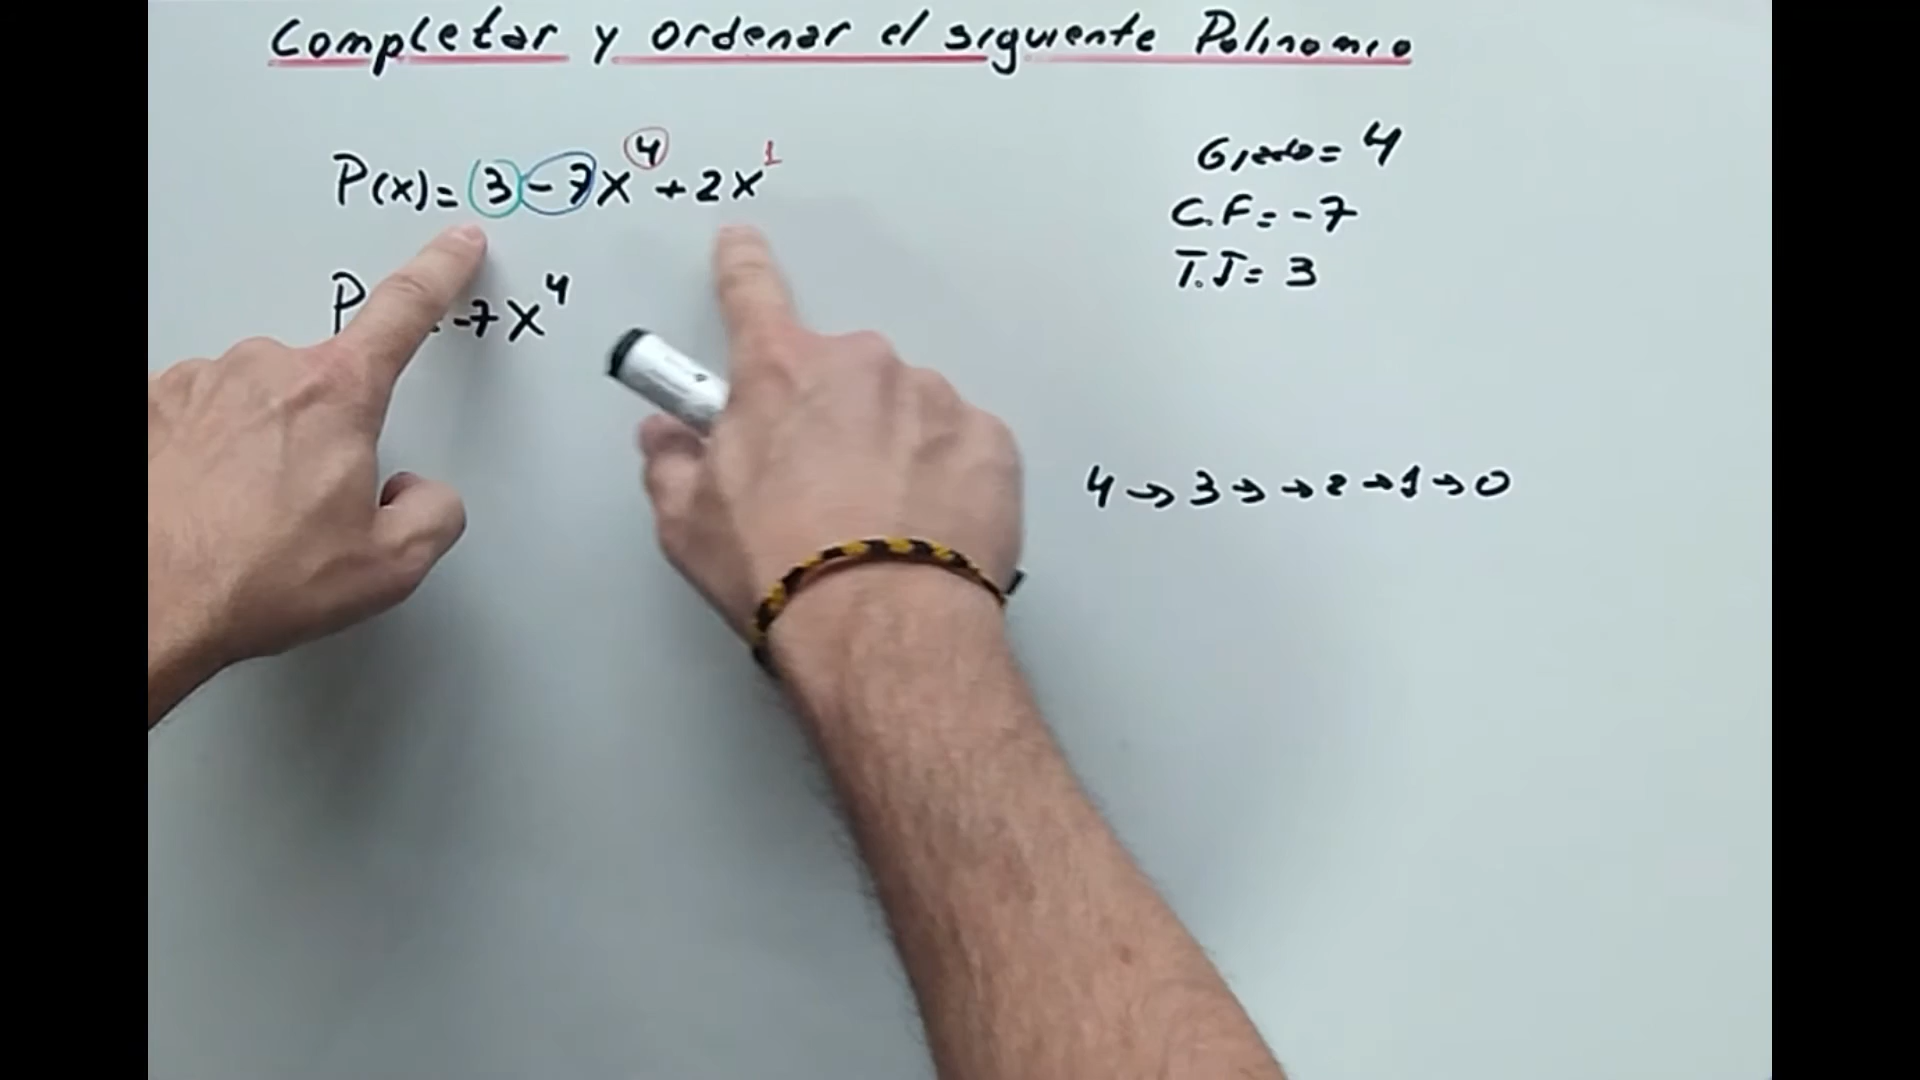 Completar y ordenar el siguiente Polinomio
P(x)= 3-7x⁴+2x¹
Grado= 4
C.F= -7
T.I= 3
P = -7x⁴
4→3→→2→1→0